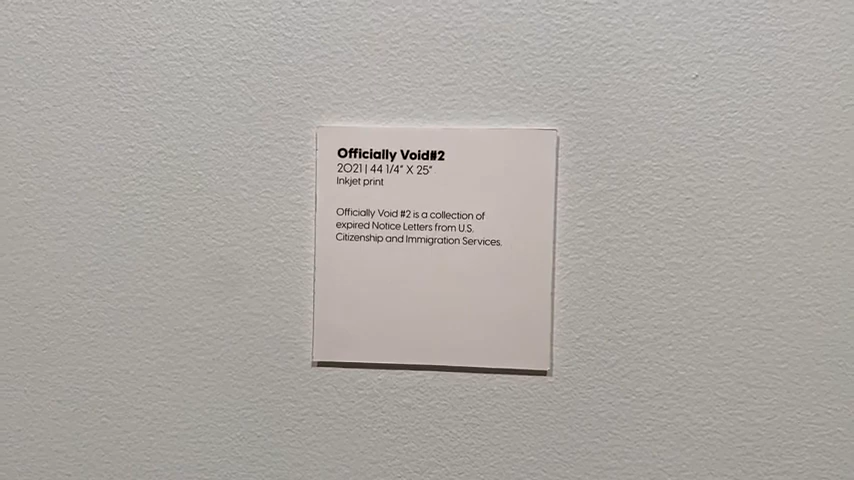 Officially Void#2
2021 | 44 1/4" X 25"
Inkjet print
Officially Void #2 is a collection of
expired Notice Letters from U.S.
Citizenship and Immigration Services.